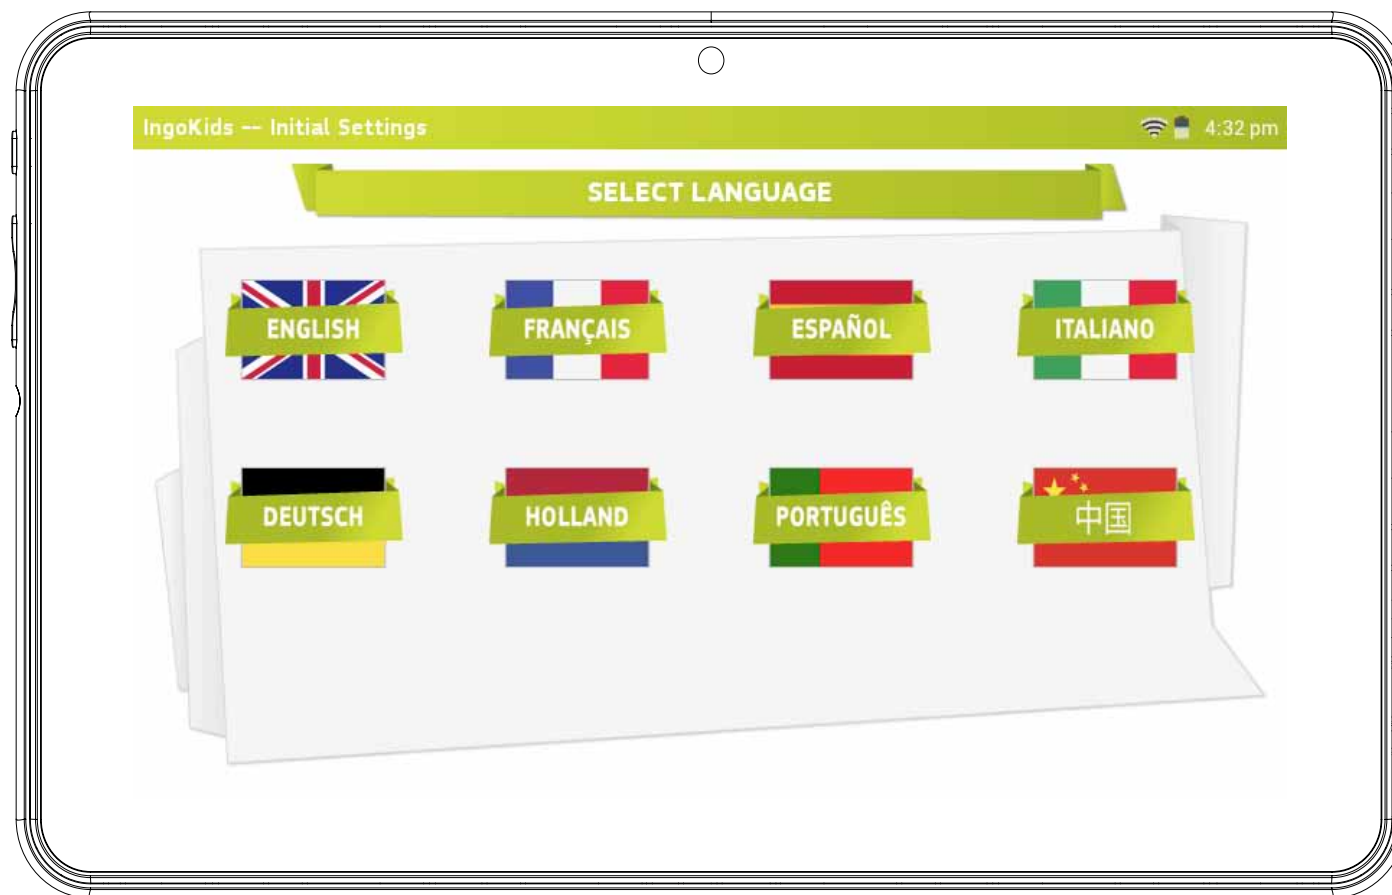 IngoKids -- Initial Settings 4:32 pm
SELECT LANGUAGE
ENGLISH FRANÇAIS ESPAÑOL ITALIANO
DEUTSCH HOLLAND PORTUGUÊS 中国